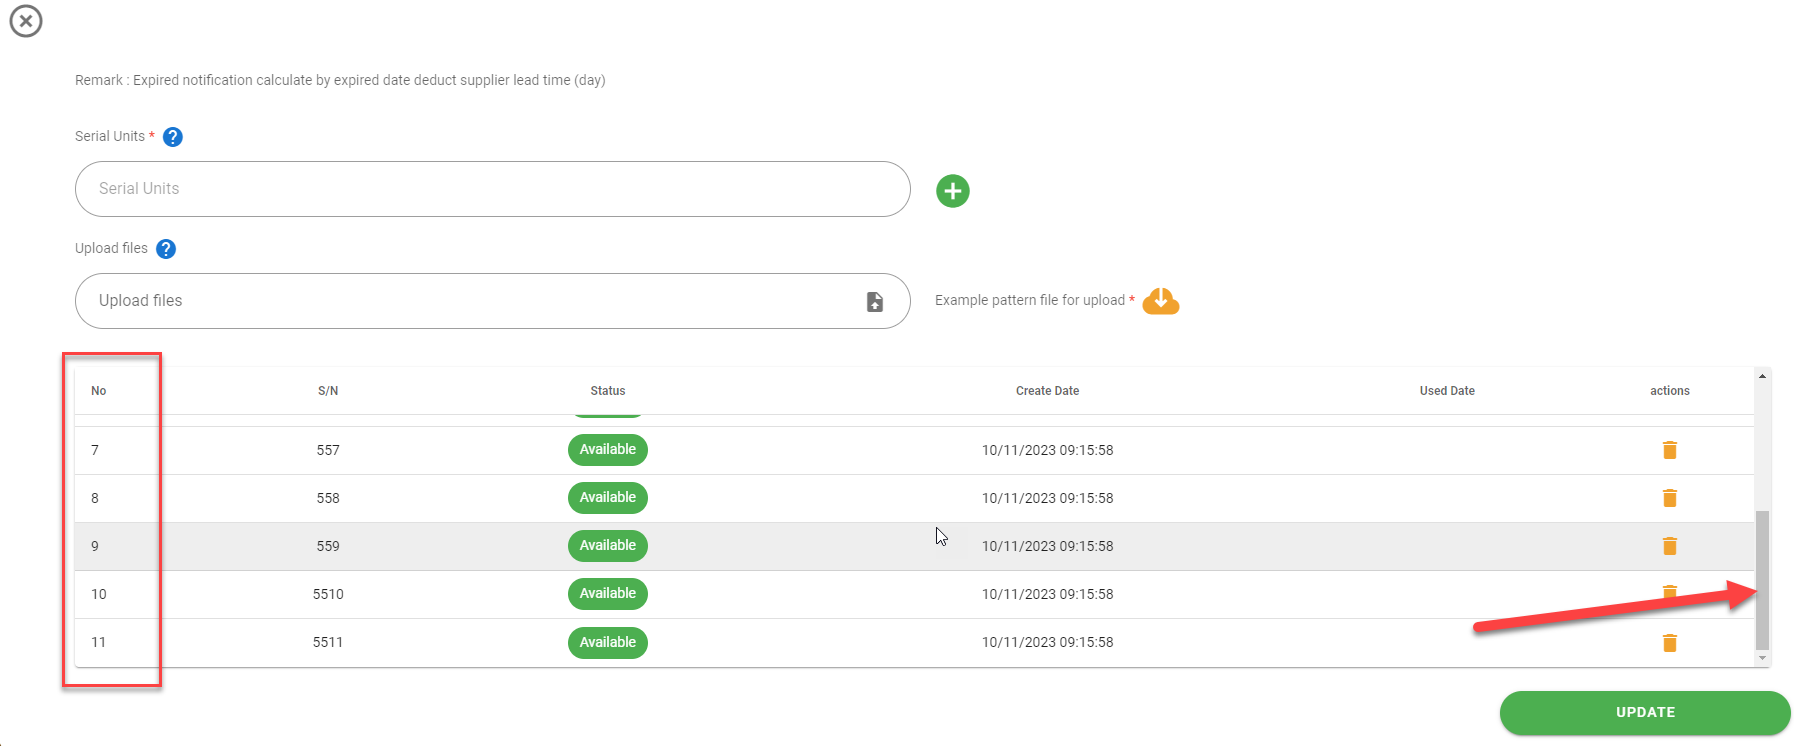 Remark : Expired notification calculate by expired date deduct supplier lead time (day)
Serial Units *
Serial Units
Upload files
Upload files
Example pattern file for upload *
No S/N Status Create Date Used Date actions
7 557 Available 10/11/2023 09:15:58
8 558 Available 10/11/2023 09:15:58
9 559 Available 10/11/2023 09:15:58
10 5510 Available 10/11/2023 09:15:58
11 5511 Available 10/11/2023 09:15:58
UPDATE